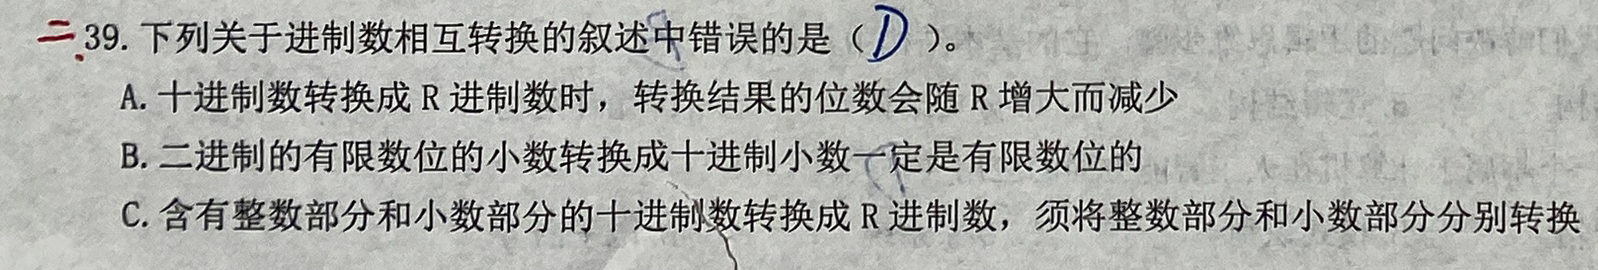 二、39. 下列关于进制数相互转换的叙述中错误的是（D）。
A. 十进制数转换成 R 进制数时，转换结果的位数会随 R 增大而减少
B. 二进制的有限数位的小数转换成十进制小数一定是有限数位的
C. 含有整数部分和小数部分的十进制数转换成 R 进制数，须将整数部分和小数部分分别转换